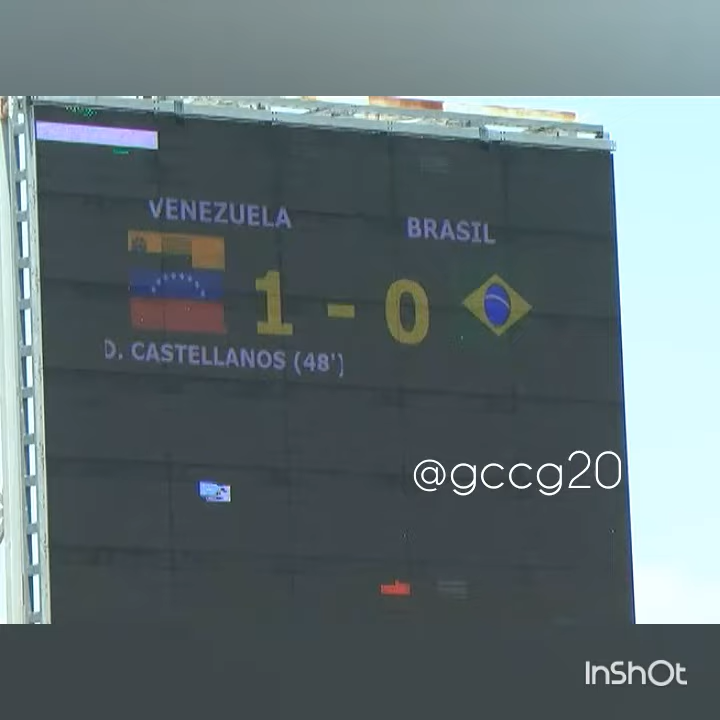 VENEZUELA
BRASIL
1 - 0
D. CASTELLANOS (48')
@gccg20
InShOt